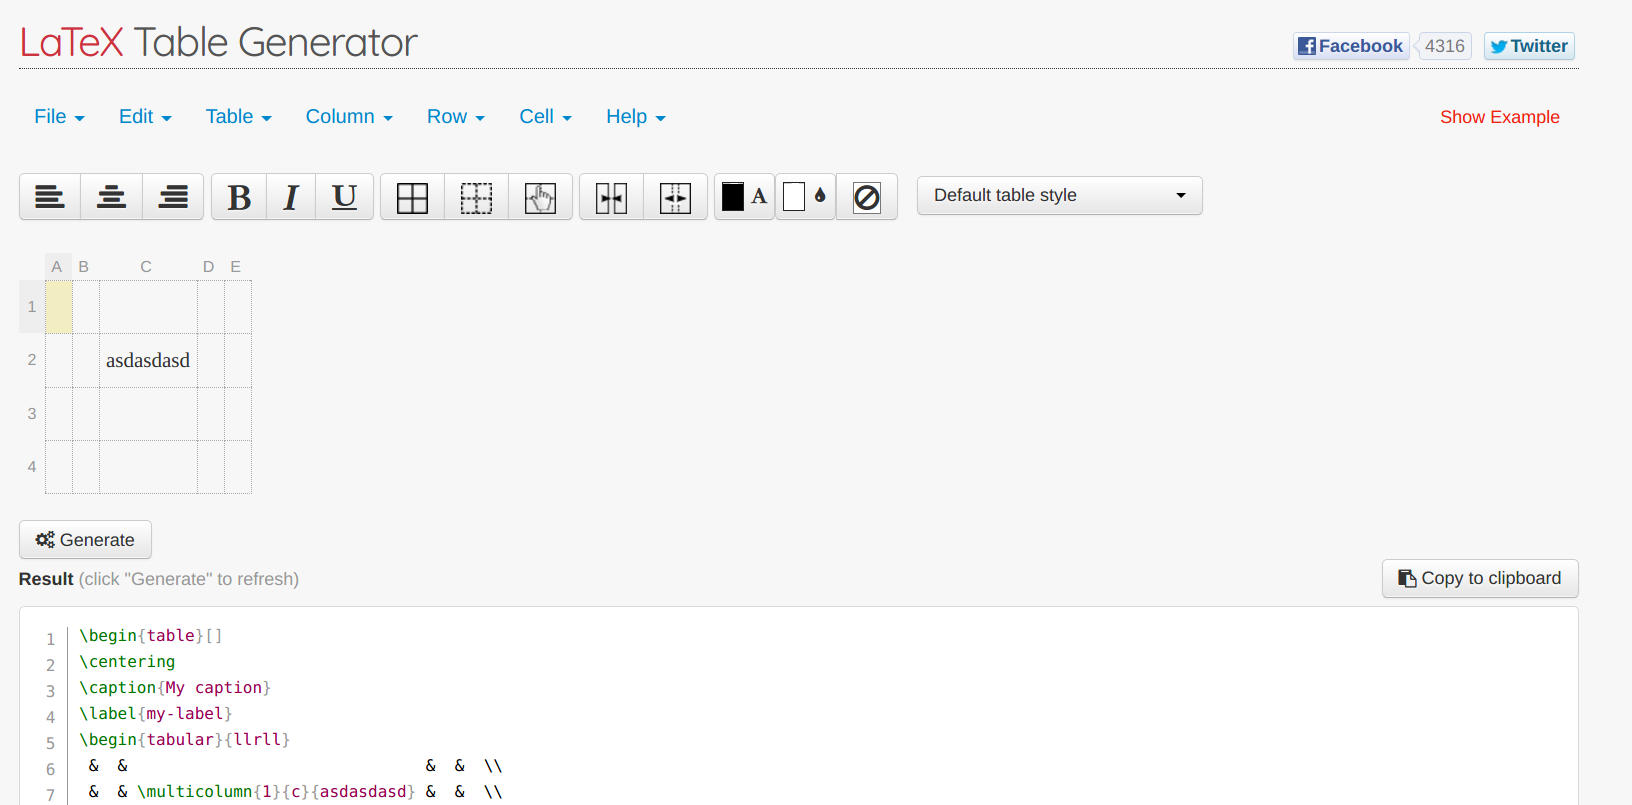 LaTeX Table Generator
Facebook 4316 Twitter
File Edit Table Column Row Cell Help Show Example
B I U A Default table style
A B C D E
1
2 asdasdasd
3
4
Generate
Result (click "Generate" to refresh)
Copy to clipboard
1 \begin{table}[]
2 \centering
3 \caption{My caption}
4 \label{my-label}
5 \begin{tabular}{llrll}
6 & & & & \\
7 & & \multicolumn{1}{c}{asdasdasd} & & \\